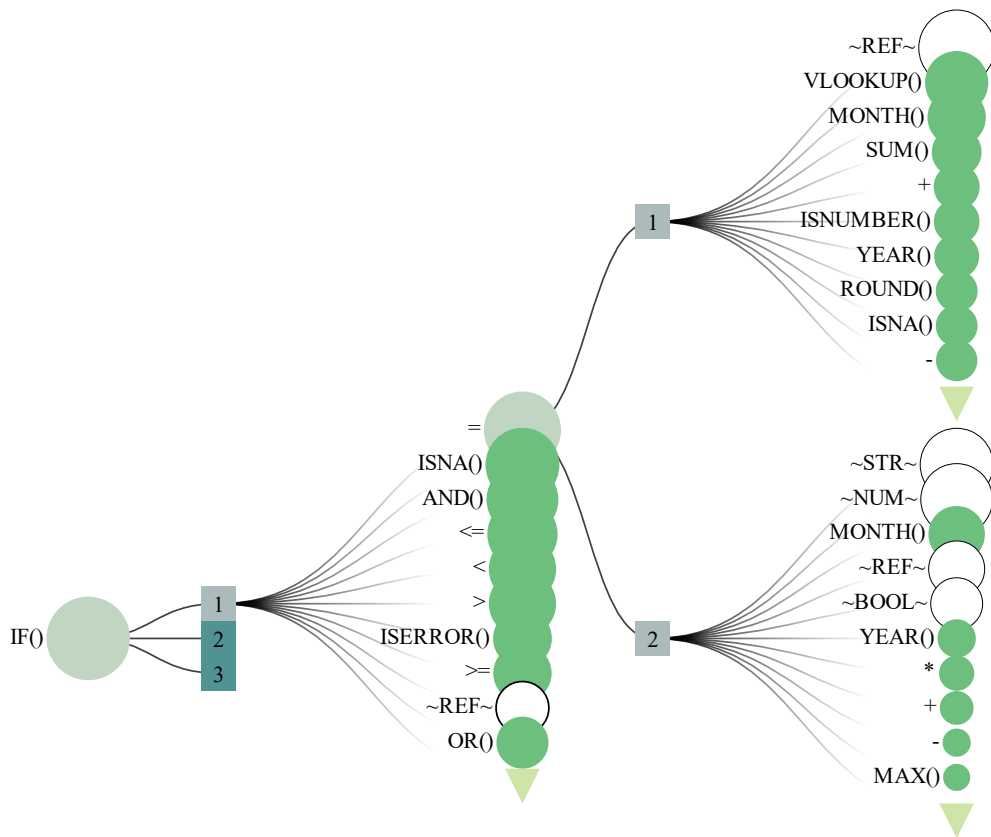 ~REF~
VLOOKUP()
MONTH()
SUM()
+
ISNUMBER()
YEAR()
ROUND()
ISNA()
-
1
=
ISNA()
AND()
<=
<
>
ISERROR()
>=
~REF~
OR()
IF()
1
2
3
~STR~
~NUM~
MONTH()
~REF~
~BOOL~
YEAR()
*
+
-
MAX()
2